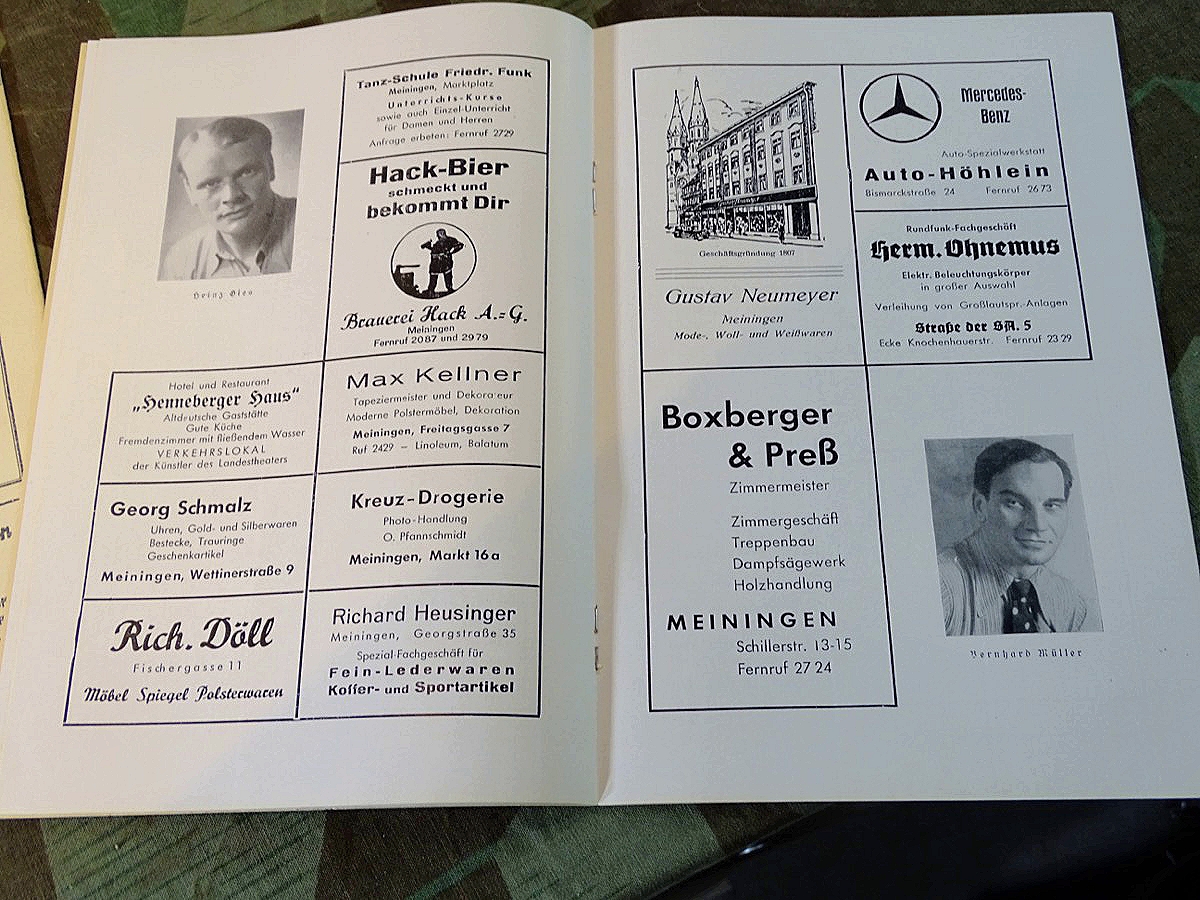 Tanz-Schule Friedr. Funk
Meiningen, Marktplatz
Unterrichts-Kurse
sowie auch Einzel-Unterricht
für Damen und Herren
Anfrage erbeten: Fernruf 2729
Hack-Bier
schmeckt und
bekommt Dir
Brauerei Hack A.=G.
Meiningen
Fernruf 2087 und 2979
Heinz
Hotel und Restaurant
„Henneberger Haus"
Altdeutsche Gaststätte
Gute Küche
Fremdenzimmer mit fließendem Wasser
VERKEHRSLOKAL
der Künstler des Landestheaters
Max Kellner
Tapeziermeister und Dekorateur
Moderne Polstermöbel, Dekoration
Meiningen, Freitagsgasse 7
Ruf 2429 – Linoleum, Balatum
Georg Schmalz
Uhren, Gold- und Silberwaren
Bestecke, Trauringe
Geschenkartikel
Meiningen, Wettinerstraße 9
Kreuz-Drogerie
Photo-Handlung
O. Pfannschmidt
Meiningen, Markt 16a
Rich. Döll
Fischergasse 11
Möbel Spiegel Polsterwaren
Richard Heusinger
Meiningen, Georgstraße 35
Spezial-Fachgeschäft für
Fein-Lederwaren
Koffer- und Sportartikel
Geschäftsgründung 1807
Gustav Neumeyer
Meiningen
Mode-, Woll- und Weißwaren
Mercedes-
Benz
Auto-Spezialwerkstatt
Auto-Höhlein
Bismarckstraße 24 Fernruf 2673
Rundfunk-Fachgeschäft
Herm. Ohnemus
Elektr. Beleuchtungskörper
in großer Auswahl
Verleihung von Großlautspr.-Anlagen
Straße der SA. 5
Ecke Knochenhauerstr. Fernruf 2329
Boxberger
& Preß
Zimmermeister
Zimmergeschäft
Treppenbau
Dampfsägewerk
Holzhandlung
MEININGEN
Schillerstr. 13-15
Fernruf 2724
Bernhard Müller